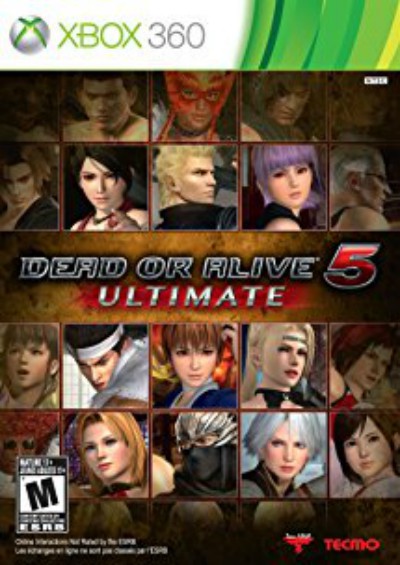 XBOX 360
NTSC
DEAD OR ALIVE 5
ULTIMATE
MATURE 17+
M
ESRB
Online Interactions Not Rated by the ESRB
Les échanges en ligne ne sont pas classés par l'ESRB
TECMO